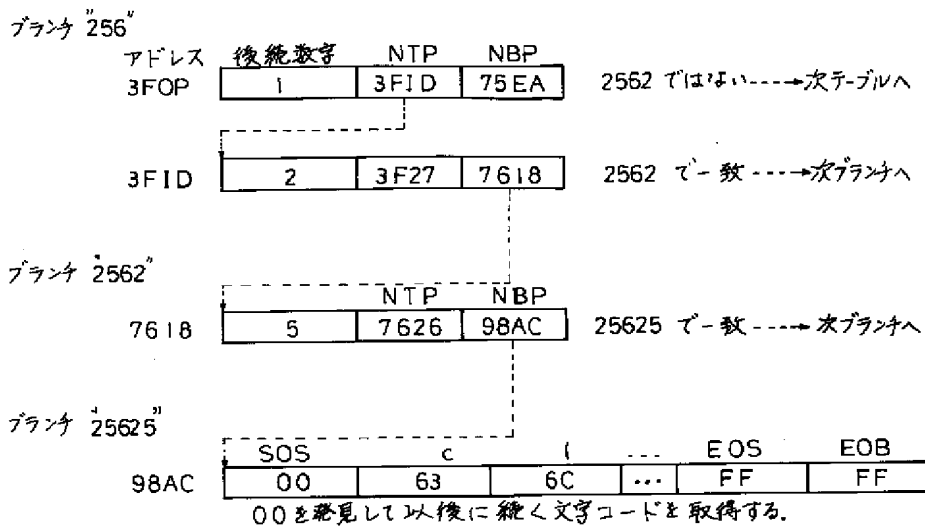 ブランチ "256"
アドレス 後続数字 NTP NBP
3F0P 1 3F1D 75EA 2562 ではない----→次テーブルへ
3F1D 2 3F27 7618 2562 で一致----→次ブランチへ
ブランチ "2562"
NTP NBP
7618 5 7626 98AC 25625 で一致----→次ブランチへ
ブランチ "25625"
SOS c l ... EOS EOB
98AC 00 63 6C ... FF FF
00を発見して以後に続く文字コードを取得する.